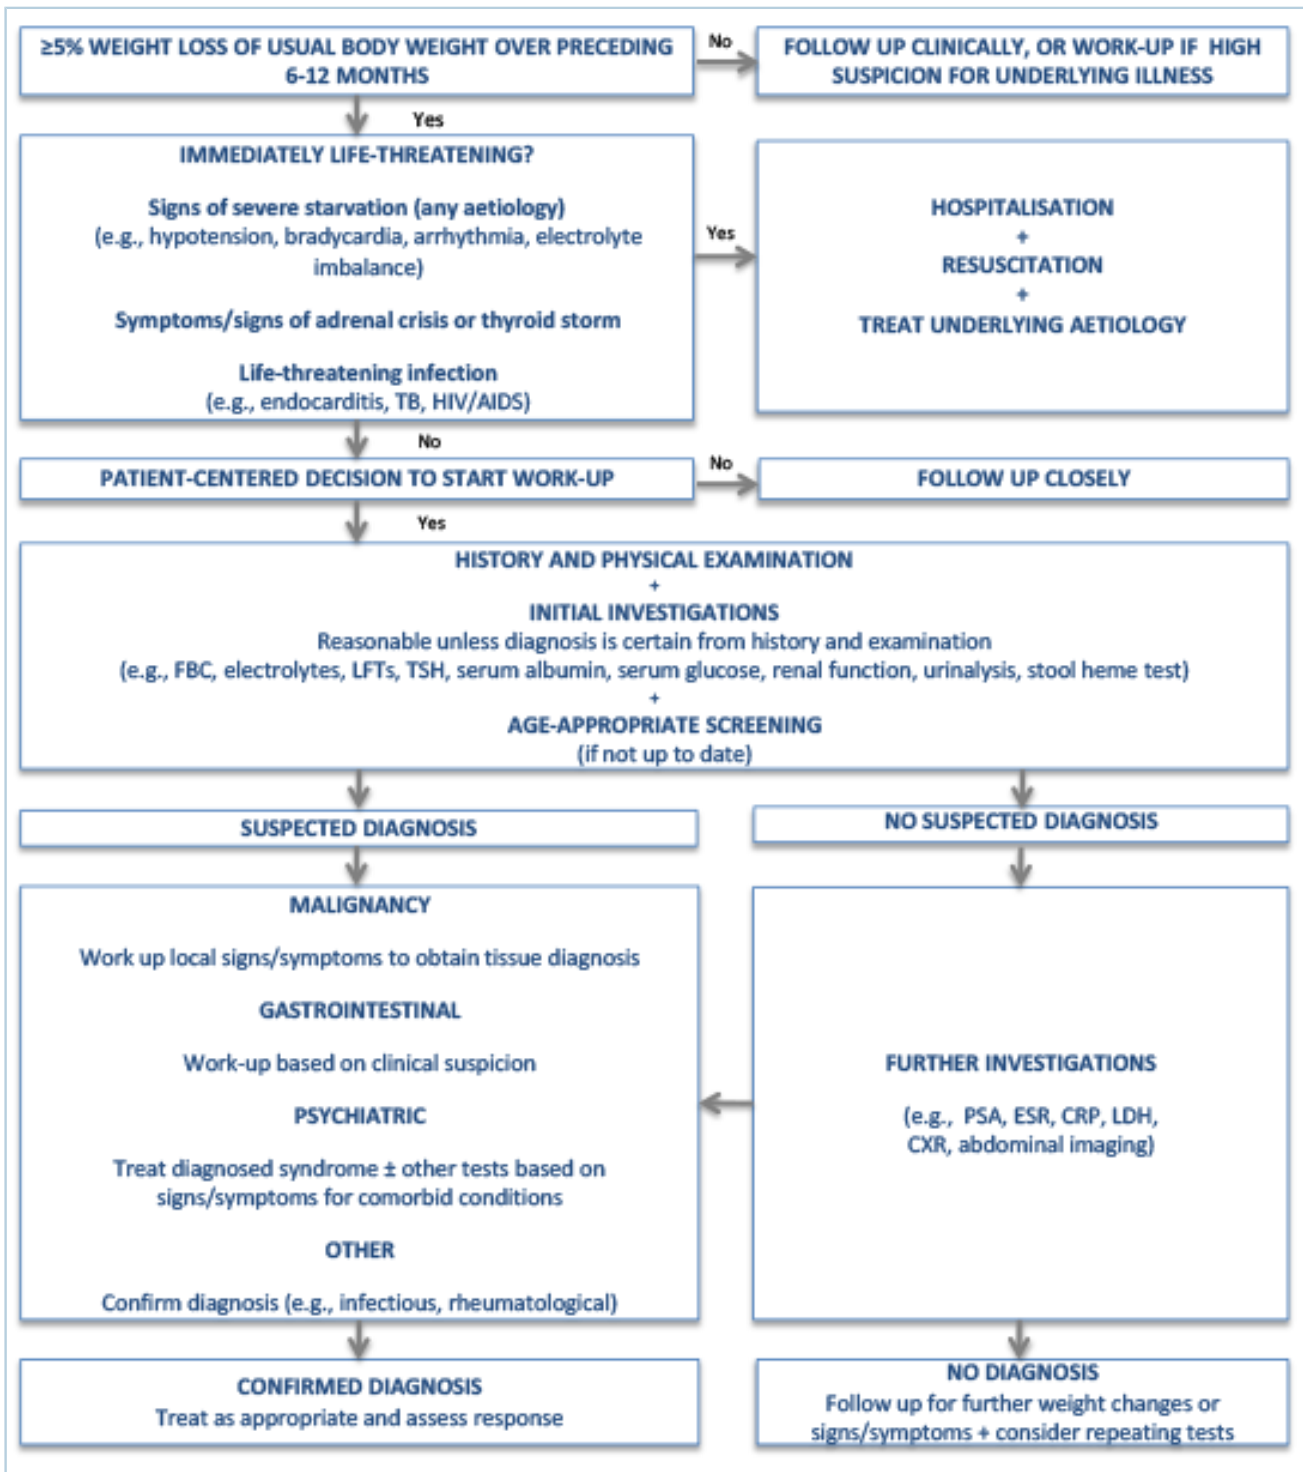 ≥5% WEIGHT LOSS OF USUAL BODY WEIGHT OVER PRECEDING
6-12 MONTHS
No
FOLLOW UP CLINICALLY, OR WORK-UP IF HIGH
SUSPICION FOR UNDERLYING ILLNESS
Yes
IMMEDIATELY LIFE-THREATENING?
Signs of severe starvation (any aetiology)
(e.g., hypotension, bradycardia, arrhythmia, electrolyte
imbalance)
Symptoms/signs of adrenal crisis or thyroid storm
Life-threatening infection
(e.g., endocarditis, TB, HIV/AIDS)
Yes
HOSPITALISATION
+
RESUSCITATION
+
TREAT UNDERLYING AETIOLOGY
No
PATIENT-CENTERED DECISION TO START WORK-UP
No
FOLLOW UP CLOSELY
Yes
HISTORY AND PHYSICAL EXAMINATION
+
INITIAL INVESTIGATIONS
Reasonable unless diagnosis is certain from history and examination
(e.g., FBC, electrolytes, LFTs, TSH, serum albumin, serum glucose, renal function, urinalysis, stool heme test)
+
AGE-APPROPRIATE SCREENING
(if not up to date)
SUSPECTED DIAGNOSIS
NO SUSPECTED DIAGNOSIS
MALIGNANCY
Work up local signs/symptoms to obtain tissue diagnosis
GASTROINTESTINAL
Work-up based on clinical suspicion
PSYCHIATRIC
Treat diagnosed syndrome ± other tests based on
signs/symptoms for comorbid conditions
OTHER
Confirm diagnosis (e.g., infectious, rheumatological)
FURTHER INVESTIGATIONS
(e.g., PSA, ESR, CRP, LDH,
CXR, abdominal imaging)
CONFIRMED DIAGNOSIS
Treat as appropriate and assess response
NO DIAGNOSIS
Follow up for further weight changes or
signs/symptoms + consider repeating tests